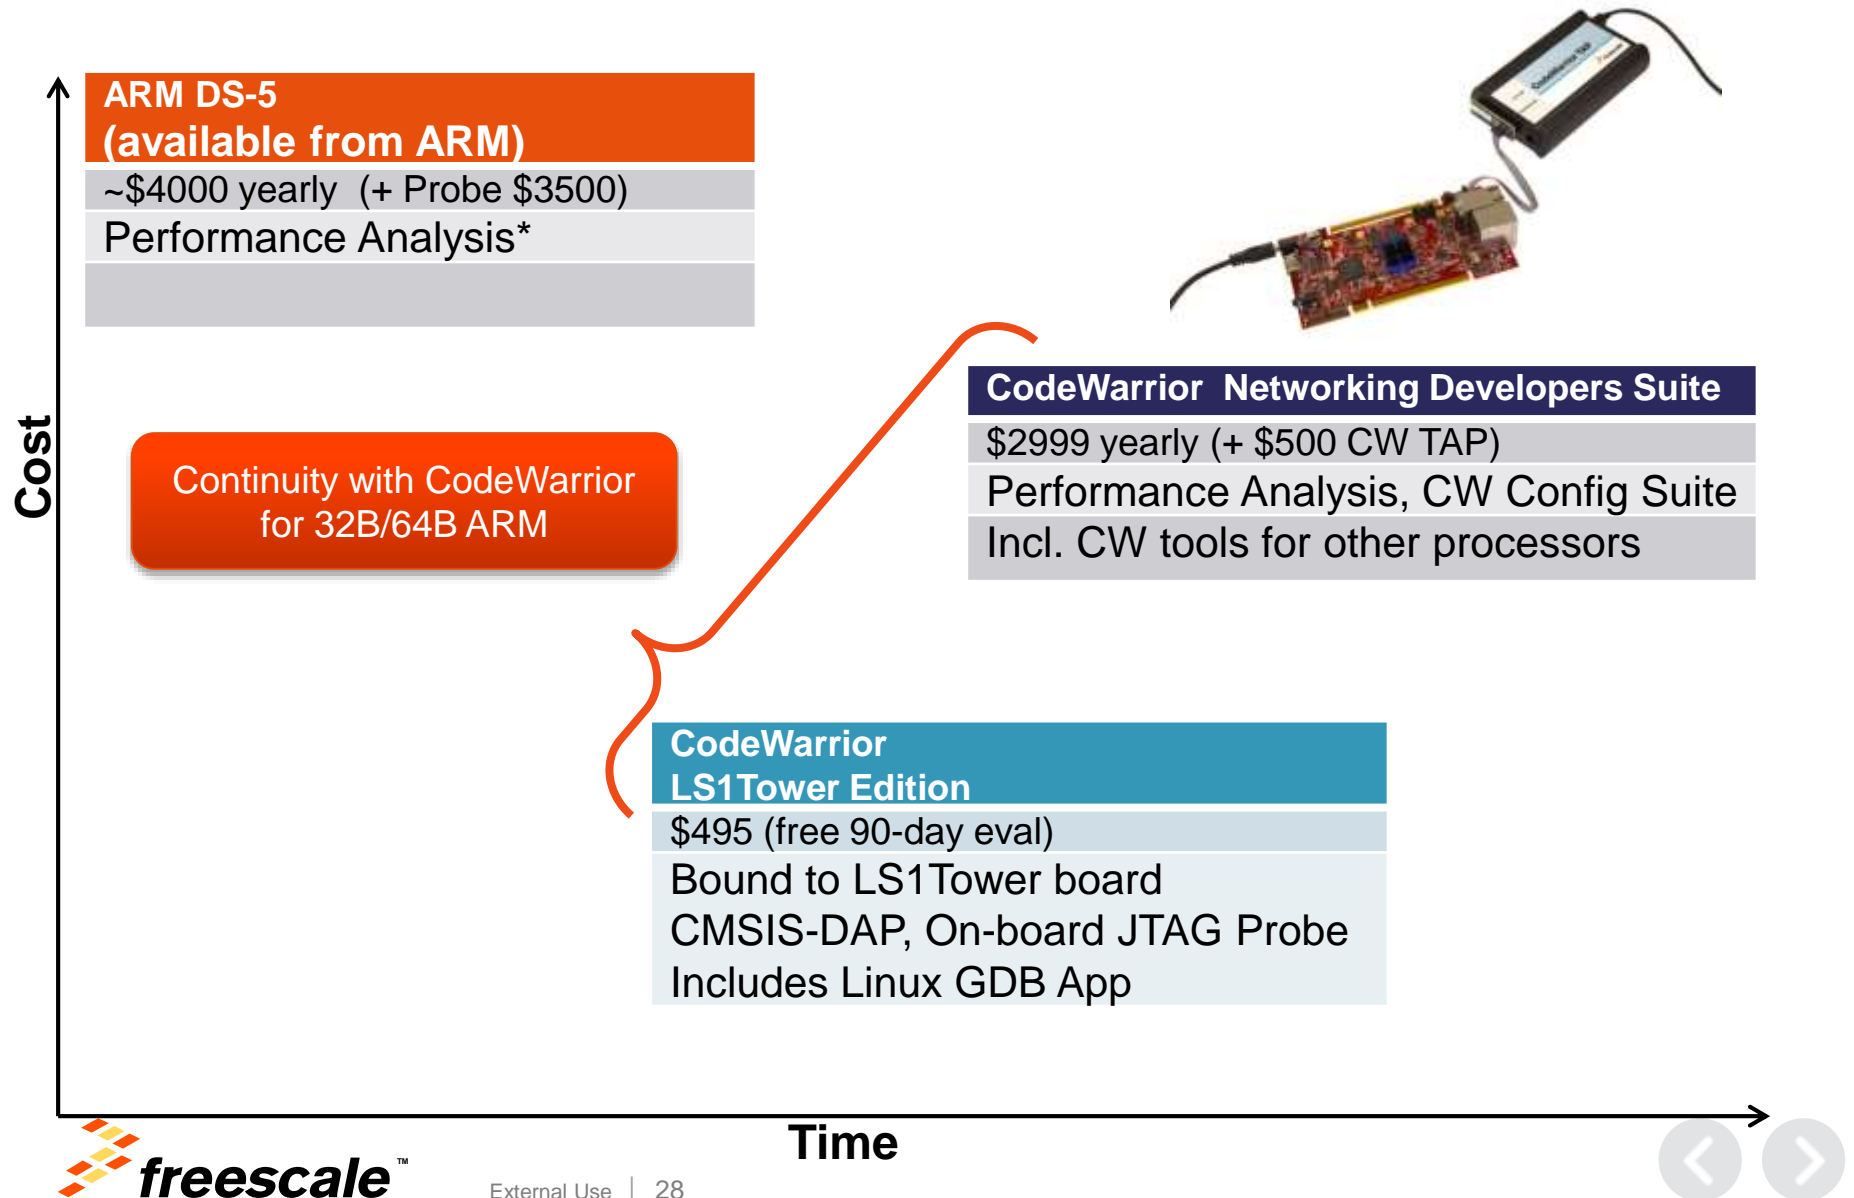 ARM DS-5
(available from ARM)
~$4000 yearly (+ Probe $3500)
Performance Analysis*
CodeWarrior TAP
Cost
Continuity with CodeWarrior
for 32B/64B ARM
CodeWarrior Networking Developers Suite
$2999 yearly (+ $500 CW TAP)
Performance Analysis, CW Config Suite
Incl. CW tools for other processors
CodeWarrior
LS1Tower Edition
$495 (free 90-day eval)
Bound to LS1Tower board
CMSIS-DAP, On-board JTAG Probe
Includes Linux GDB App
Time
freescale™
External Use | 28